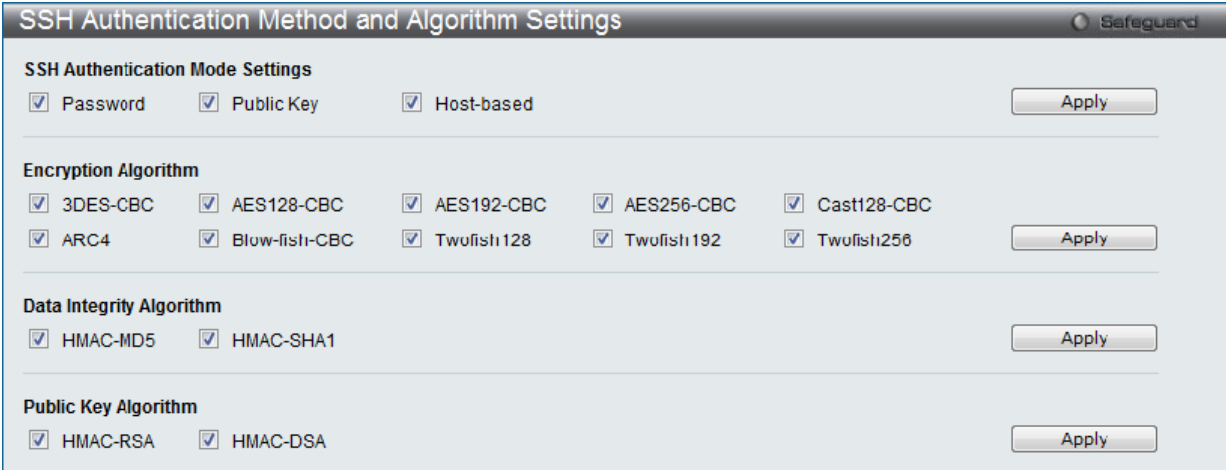 SSH Authentication Method and Algorithm Settings Safeguard
SSH Authentication Mode Settings
Password Public Key Host-based Apply
Encryption Algorithm
3DES-CBC AES128-CBC AES192-CBC AES256-CBC Cast128-CBC
ARC4 Blow-fish-CBC Twofish128 Twofish192 Twofish256 Apply
Data Integrity Algorithm
HMAC-MD5 HMAC-SHA1 Apply
Public Key Algorithm
HMAC-RSA HMAC-DSA Apply